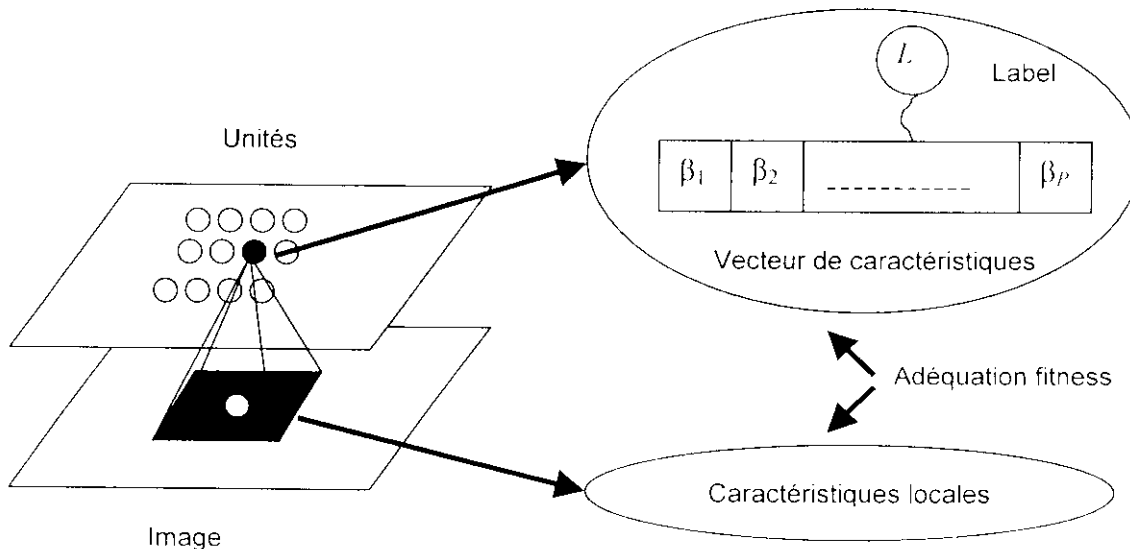 L
Label
Unités
β1 β2 ---------- βP
Vecteur de caractéristiques
Adéquation fitness
Caractéristiques locales
Image